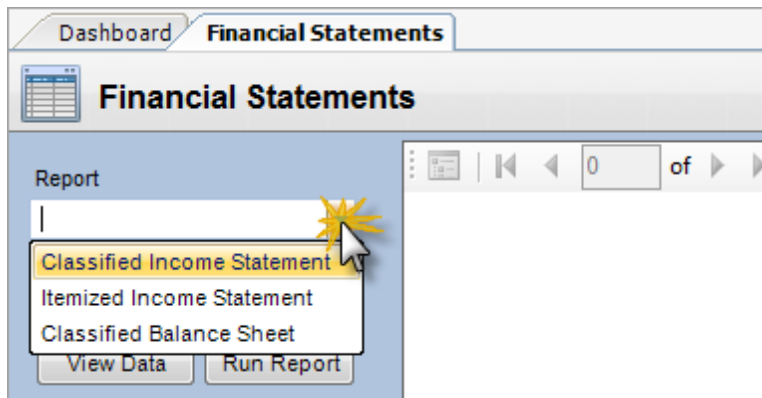 Dashboard Financial Statements
Financial Statements
Report
0 of
Classified Income Statement
Itemized Income Statement
Classified Balance Sheet
View Data Run Report